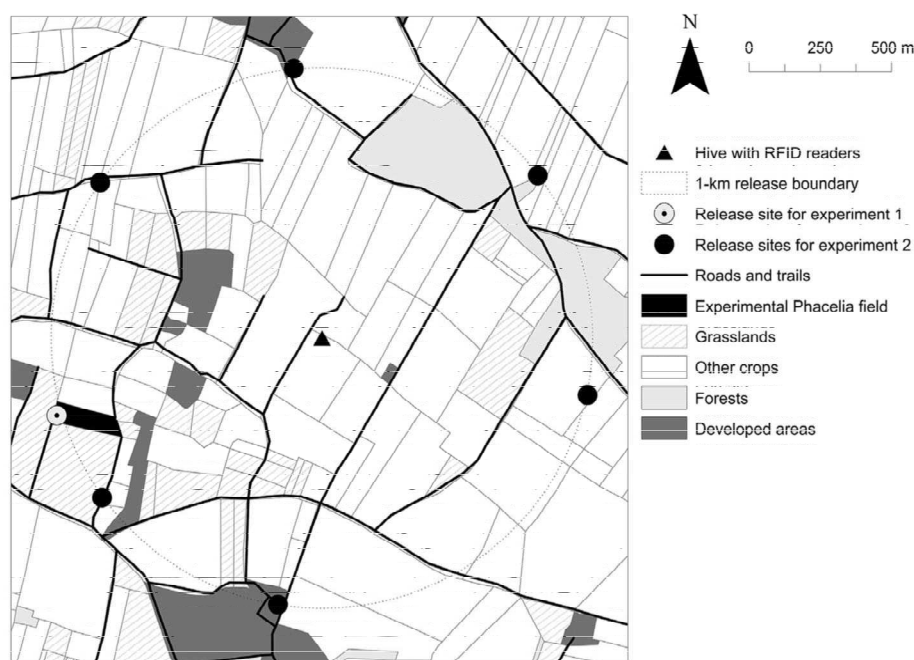 N
0 250 500 m
Hive with RFID readers
1-km release boundary
Release site for experiment 1
Release sites for experiment 2
Roads and trails
Experimental Phacelia field
Grasslands
Other crops
Forests
Developed areas